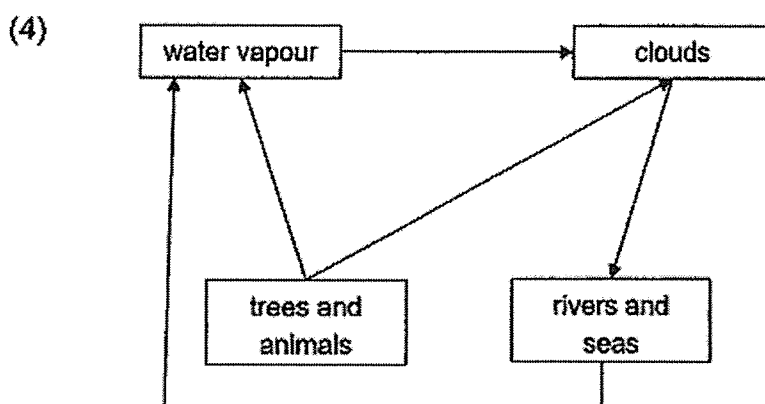 (4)
water vapour
clouds
trees and
animals
rivers and
seas